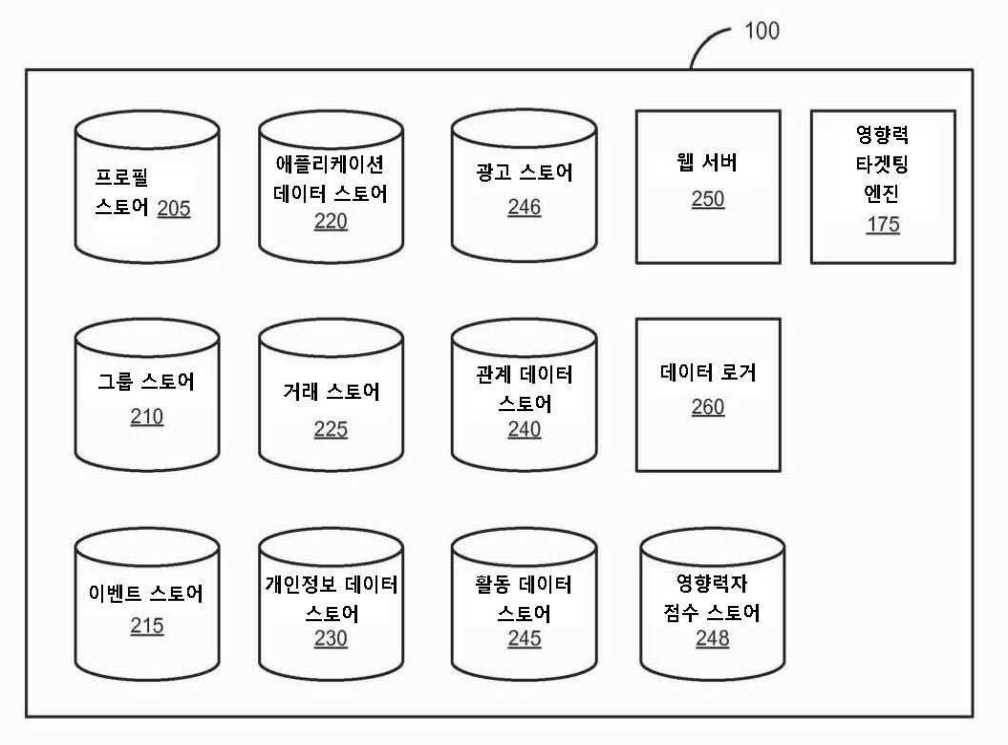 100
프로필
스토어 205
애플리케이션
데이터 스토어
220
광고 스토어
246
웹 서버
250
영향력
타겟팅
엔진
175
그룹 스토어
210
거래 스토어
225
관계 데이터
스토어
240
데이터 로거
260
이벤트 스토어
215
개인정보 데이터
스토어
230
활동 데이터
스토어
245
영향력자
점수 스토어
248